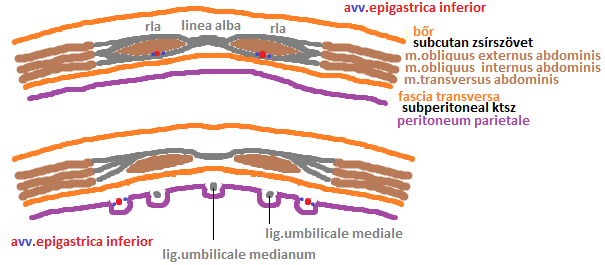 avv.epigastrica inferior
rla linea alba rla
bőr
subcutan zsírszövet
m.obliquus externus abdominis
m.obliquus internus abdominis
m.transversus abdominis
fascia transversa
subperitoneal ktsz
peritoneum parietale
avv.epigastrica inferior
lig.umbilicale mediale
lig.umbilicale medianum